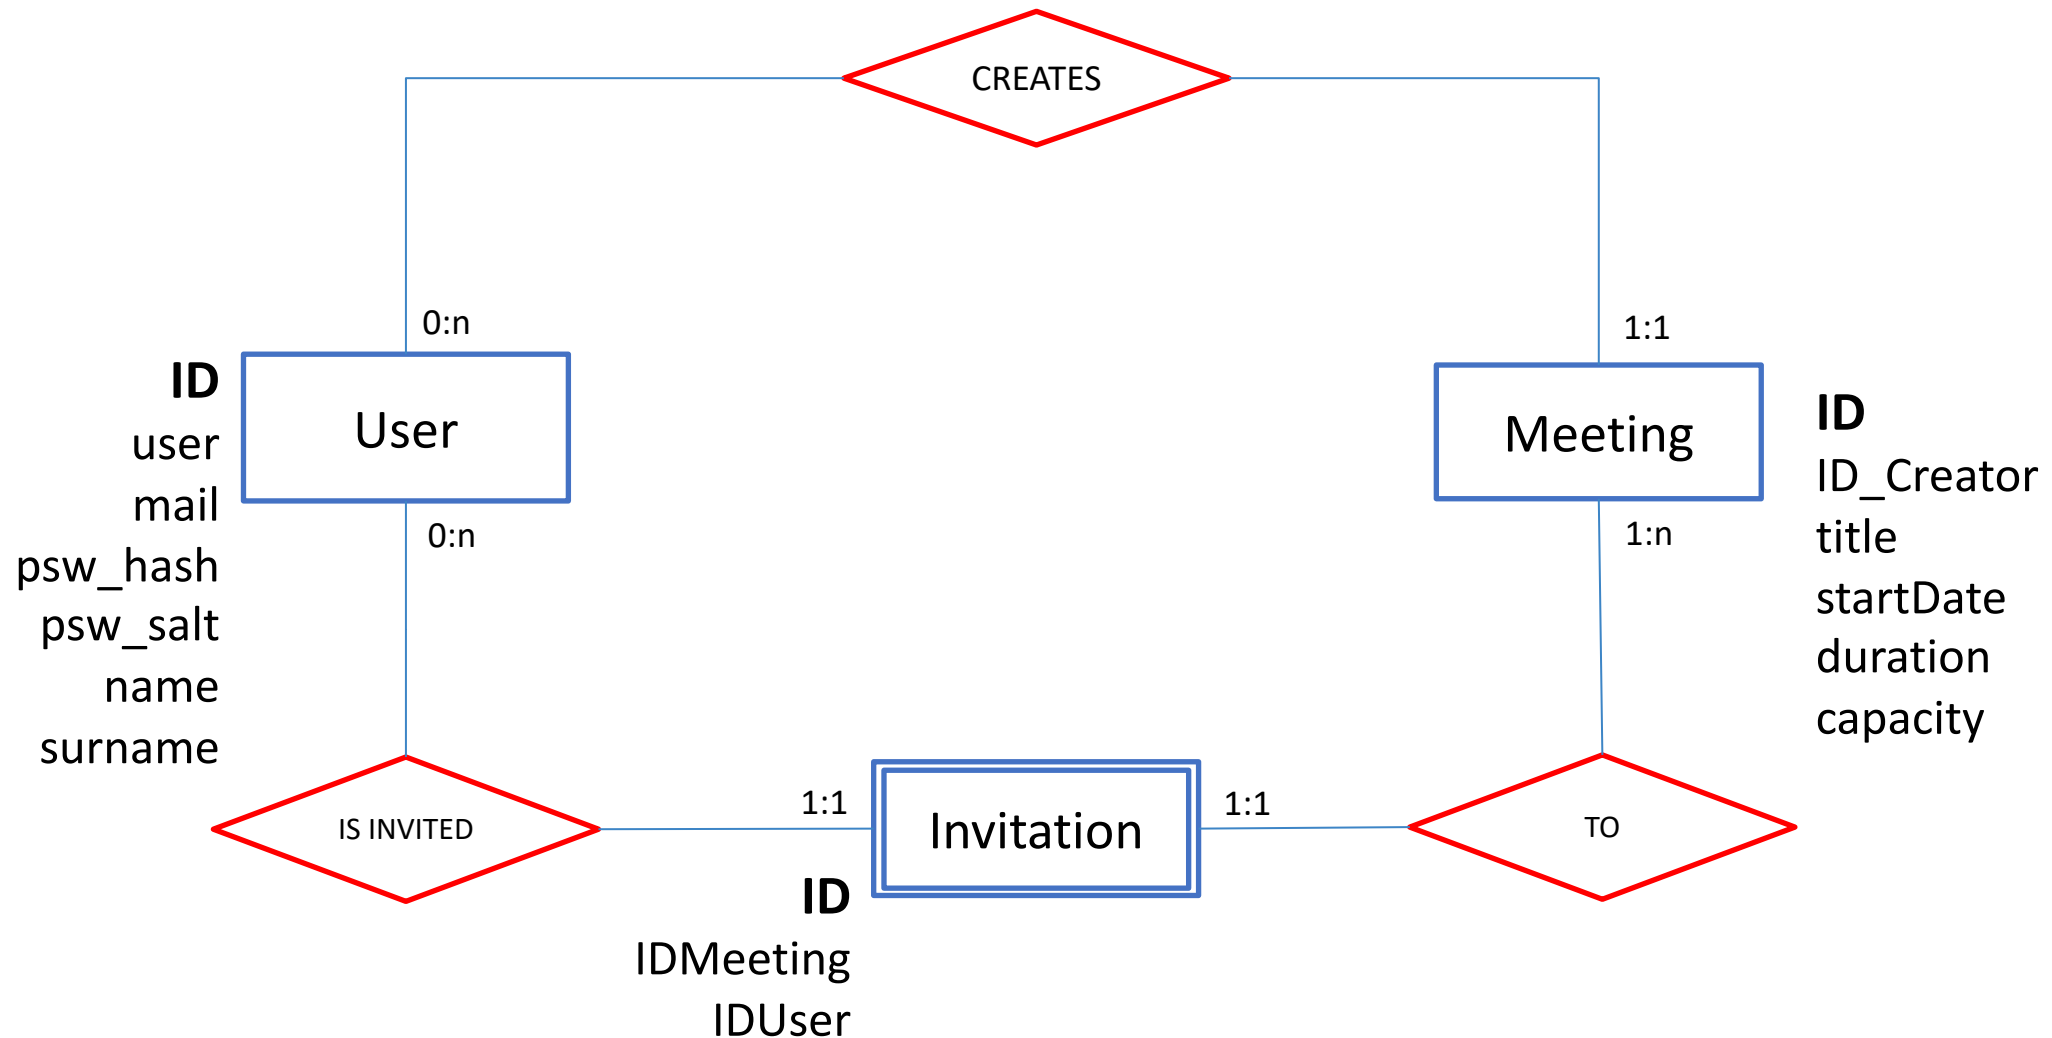 CREATES
0:n
1:1
ID
user
mail
psw_hash
psw_salt
name
surname
User
Meeting
ID
ID_Creator
title
startDate
duration
capacity
0:n
1:n
IS INVITED
1:1
Invitation
1:1
TO
ID
IDMeeting
IDUser